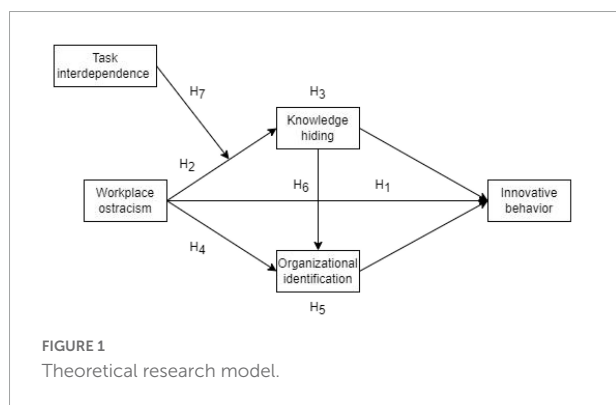 Task
interdependence
H7
H3
Knowledge
hiding
H2
Workplace
ostracism
H6
H1
Innovative
behavior
H4
Organizational
identification
H5
FIGURE 1
Theoretical research model.